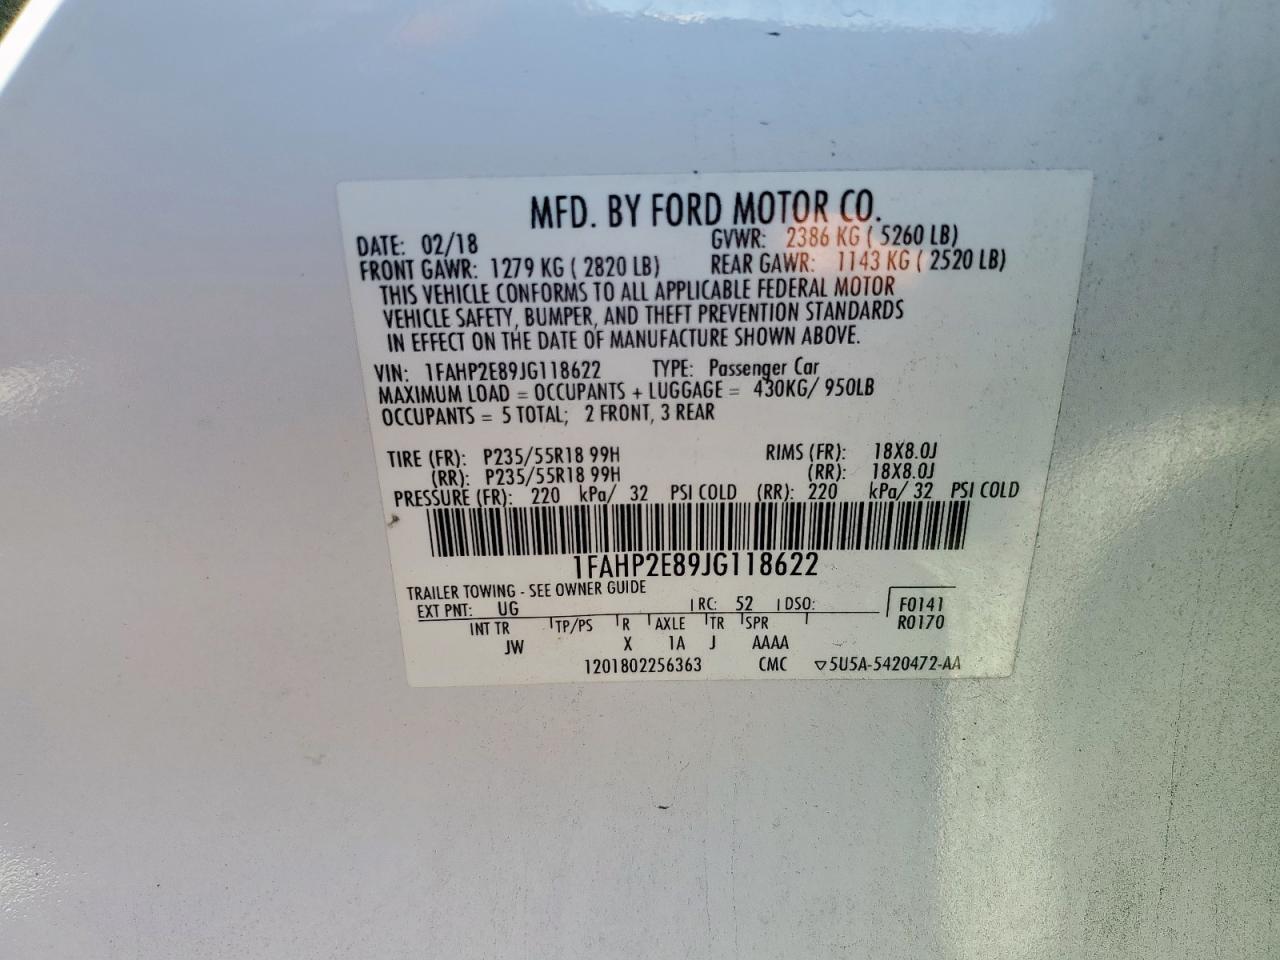 MFD. BY FORD MOTOR CO.
DATE: 02/18 GVWR: 2386 KG ( 5260 LB)
FRONT GAWR: 1279 KG ( 2820 LB) REAR GAWR: 1143 KG ( 2520 LB)
THIS VEHICLE CONFORMS TO ALL APPLICABLE FEDERAL MOTOR
VEHICLE SAFETY, BUMPER, AND THEFT PREVENTION STANDARDS
IN EFFECT ON THE DATE OF MANUFACTURE SHOWN ABOVE.
VIN: 1FAHP2E89JG118622 TYPE: Passenger Car
MAXIMUM LOAD = OCCUPANTS + LUGGAGE = 430KG/ 950LB
OCCUPANTS = 5 TOTAL; 2 FRONT, 3 REAR
TIRE (FR): P235/55R18 99H RIMS (FR): 18X8.0J
(RR): P235/55R18 99H (RR): 18X8.0J
PRESSURE (FR): 220 kPa/ 32 PSI COLD (RR): 220 kPa/ 32 PSI COLD
1FAHP2E89JG118622
TRAILER TOWING - SEE OWNER GUIDE
EXT PNT: UG RC: 52 DSO: F0141
INT TR TP/PS R AXLE TR SPR R0170
JW X 1A J AAAA
1201802256363 CMC ▽5U5A-5420472-AA